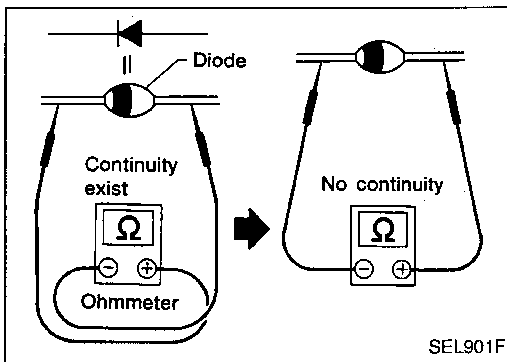 Diode
Continuity
exist
Ω
− +
Ohmmeter
No continuity
Ω
− +
SEL901F